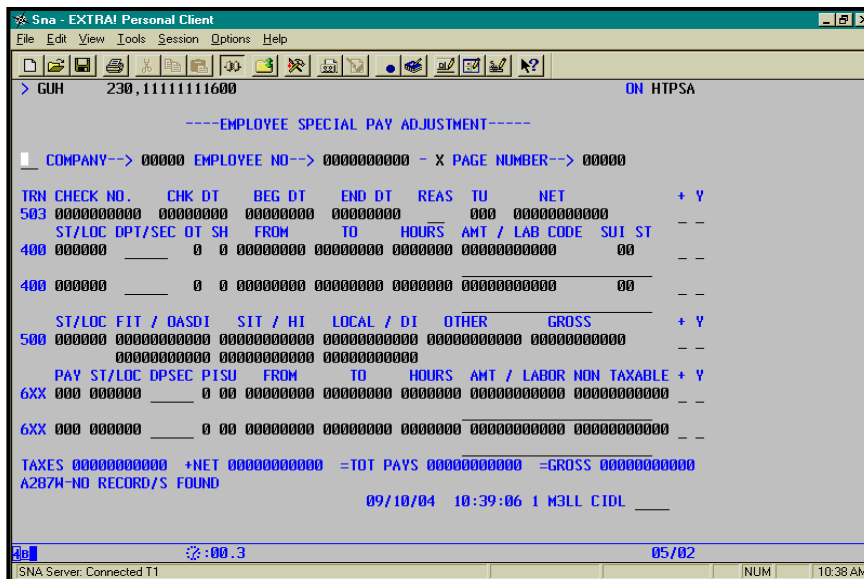 Sna - EXTRA! Personal Client
File Edit View Tools Session Options Help
> GUH 230,11111111600 ON HTPSA
----EMPLOYEE SPECIAL PAY ADJUSTMENT-----
__ COMPANY--> 00000 EMPLOYEE NO--> 0000000000 - X PAGE NUMBER--> 00000
TRN CHECK NO. CHK DT BEG DT END DT REAS TU NET + Y
503 0000000000 00000000 00000000 00000000 __ 000 00000000000 _ _
ST/LOC DPT/SEC OT SH FROM TO HOURS AMT / LAB CODE SUI ST
400 000000 _____ 0 0 00000000 00000000 0000000 00000000000 00 _ _
400 000000 _____ 0 0 00000000 00000000 0000000 00000000000 00 _ _
ST/LOC FIT / OASDI SIT / HI LOCAL / DI OTHER GROSS + Y
500 000000 00000000000 00000000000 00000000000 00000000000 00000000000 _ _
00000000000 00000000000 00000000000
PAY ST/LOC DPSEC PISU FROM TO HOURS AMT / LABOR NON TAXABLE + Y
6XX 000 000000 _____ 0 00 00000000 00000000 0000000 00000000000 00000000000 _ _
6XX 000 000000 _____ 0 00 00000000 00000000 0000000 00000000000 00000000000 _ _
TAXES 00000000000 +NET 00000000000 =TOT PAYS 00000000000 =GROSS 00000000000
A287W-NO RECORD/S FOUND
09/10/04 10:39:06 1 M3LL CIDL ____
4B :00.3 05/02
SNA Server: Connected T1 NUM 10:38 AM